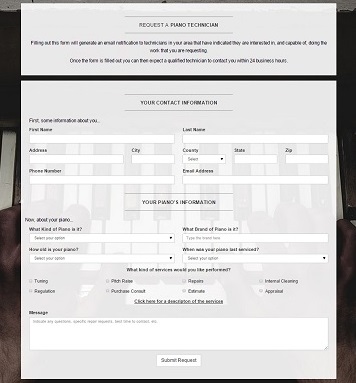 REQUEST A PIANO TECHNICIAN
Filling out this form will generate an email notification to technicians in your area that have indicated they are interested in, and capable of, doing the
work that you are requesting.
Once the form is filled out you can then expect a qualified technician to contact you within 24 business hours.
YOUR CONTACT INFORMATION
First, some information about you...
First Name Last Name
Address City County State Zip
Select
Phone Number Email Address
YOUR PIANO'S INFORMATION
Now, about your piano...
What Kind of Piano is it? What Brand of Piano is it?
Select your option Type the brand here
How old is your piano? When was your piano last serviced?
Select your option Select your option
What kind of services would you like performed?
Tuning Pitch Raise Repairs Internal Cleaning
Regulation Purchase Consult Estimate Appraisal
Click here for a description of the services
Message
Include any questions, specific repair requests, best time to contact, etc.
Submit Request